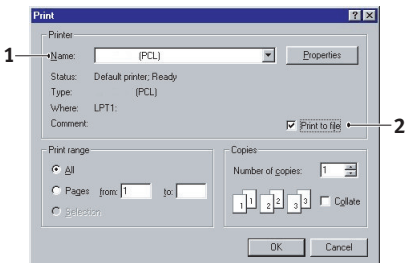 Print
Printer
1
Name: (PCL)
Properties
Status: Default printer; Ready
Type: (PCL)
Where: LPT1:
Comment:
Print to file
2
Print range
All
Pages from: 1 to:
Selection
Copies
Number of copies: 1
1 1 2 2 3 3
Collate
OK
Cancel